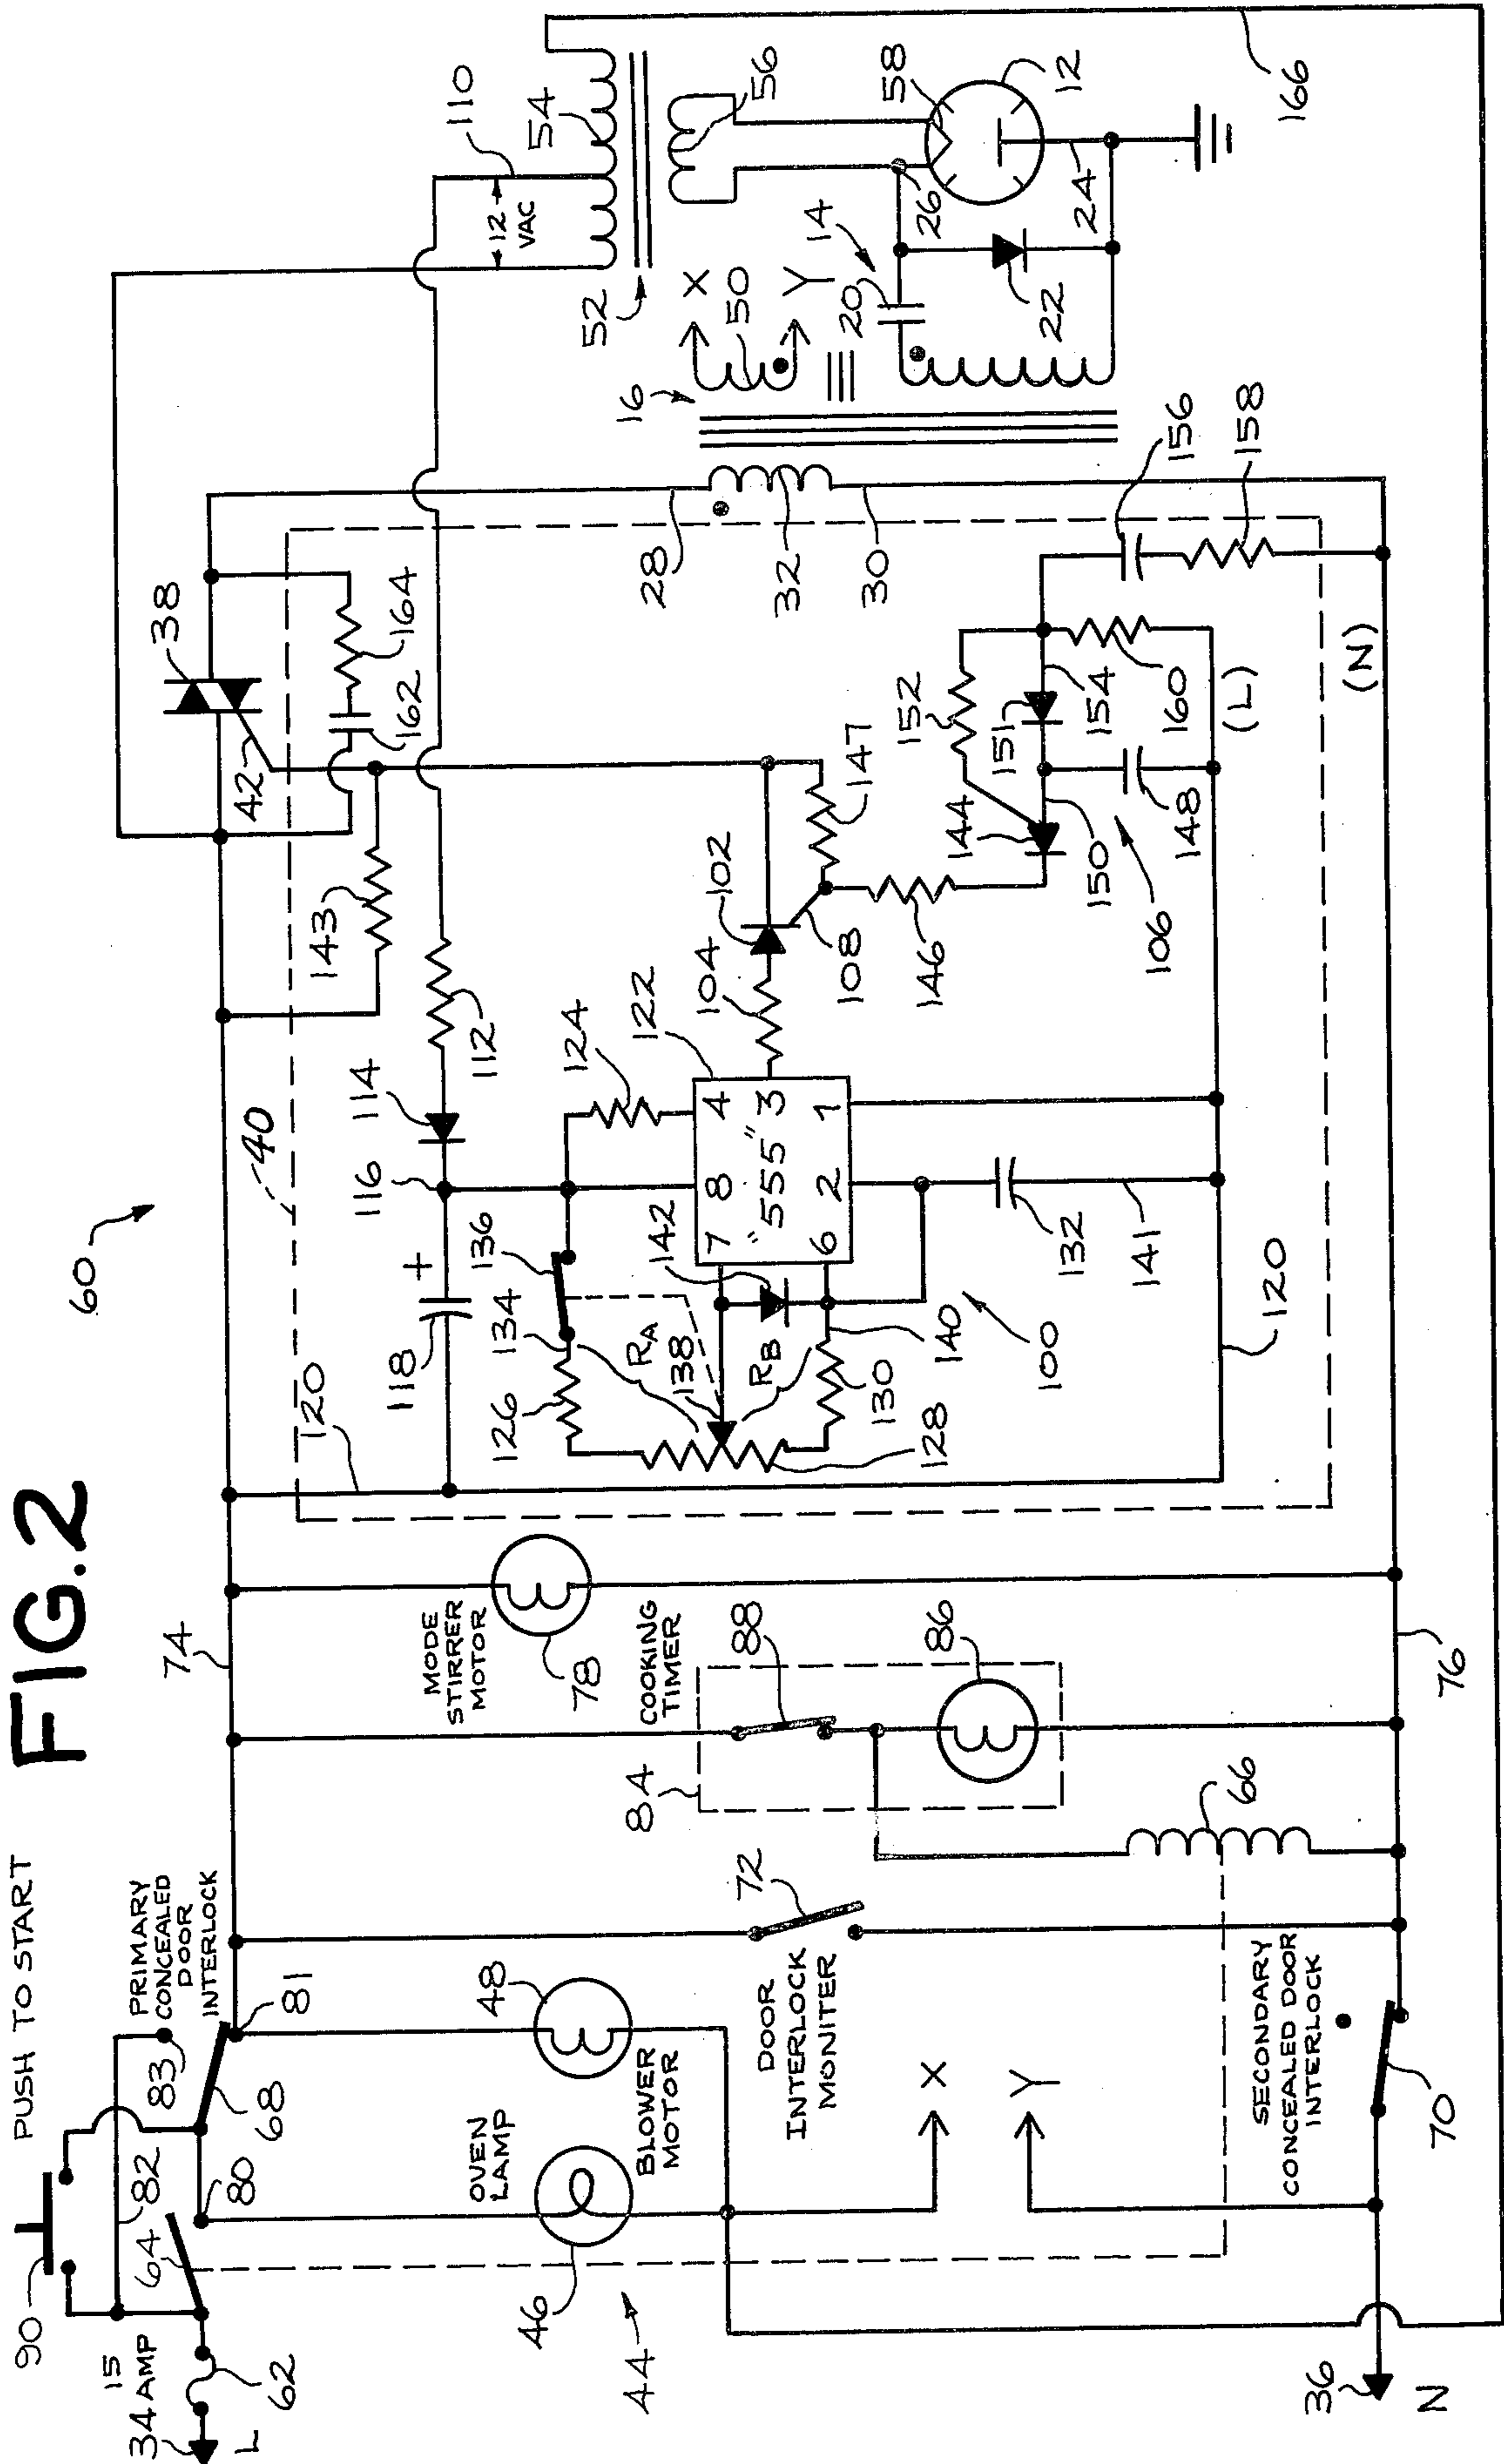 FIG.2
60
PUSH TO START
90
82
PRIMARY
CONCEALED
DOOR
INTERLOCK
83
81
68
80
64
15
AMP
34
62
L
74
OVEN
LAMP
46
44
BLOWER
MOTOR
48
X
Y
DOOR
INTERLOCK
MONITER
72
SECONDARY
CONCEALED DOOR
INTERLOCK
70
36
N
66
84
COOKING
TIMER
88
86
76
MODE
STIRRER
MOTOR
78
40
120
118
+
116
114
112
143
134
136
126
RA
138
RB
128
130
140
142
124
122
7
8
4
"555"
3
6
2
1
100
132
141
120
104
102
108
147
146
144
152
151
154
150
148
106
160
(L)
(N)
156
158
38
42
162
164
28
32
30
16
12
VAC
110
54
52
56
X
50
Y
14
20
22
26
58
12
24
166